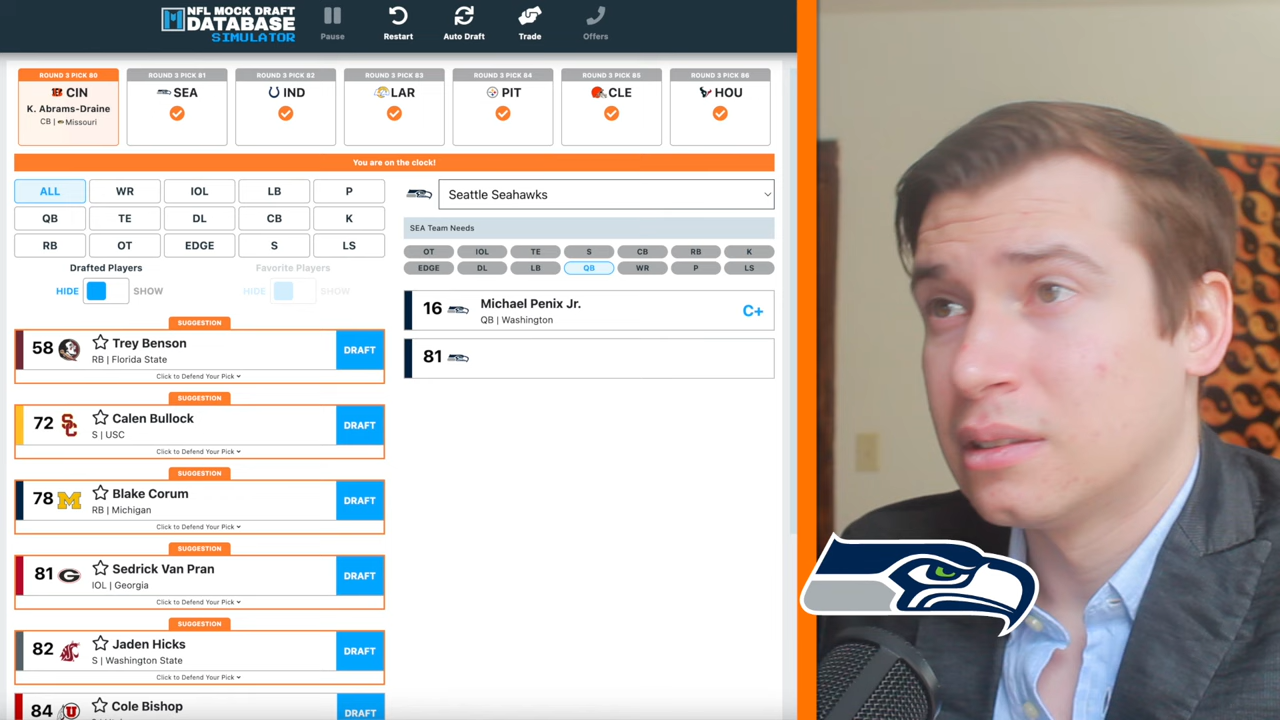 NFL MOCK DRAFT
DATABASE
SIMULATOR
Pause
Restart
Auto Draft
Trade
Offers
ROUND 3 PICK 80
CIN
K. Abrams-Draine
CB | Missouri
ROUND 3 PICK 81
SEA
ROUND 3 PICK 82
IND
ROUND 3 PICK 83
LAR
ROUND 3 PICK 84
PIT
ROUND 3 PICK 85
CLE
ROUND 3 PICK 86
HOU
You are on the clock!
ALL
WR
IOL
LB
P
QB
TE
DL
CB
K
RB
OT
EDGE
S
LS
Drafted Players
HIDE
SHOW
Favorite Players
HIDE
SHOW
Seattle Seahawks
SEA Team Needs
OT
IOL
TE
S
CB
RB
K
EDGE
DL
LB
QB
WR
P
LS
16
Michael Penix Jr.
QB | Washington
C+
81
SUGGESTION
58
Trey Benson
RB | Florida State
DRAFT
Click to Defend Your Pick
SUGGESTION
72
Calen Bullock
S | USC
DRAFT
Click to Defend Your Pick
SUGGESTION
78
Blake Corum
RB | Michigan
DRAFT
Click to Defend Your Pick
SUGGESTION
81
Sedrick Van Pran
IOL | Georgia
DRAFT
Click to Defend Your Pick
SUGGESTION
82
Jaden Hicks
S | Washington State
DRAFT
Click to Defend Your Pick
84
Cole Bishop
DRAFT